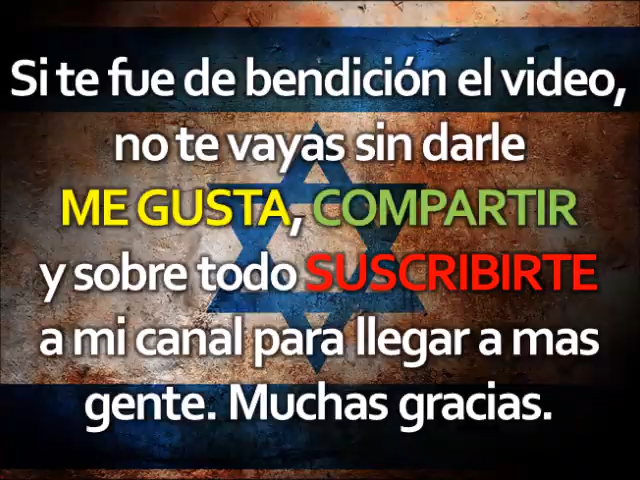 Si te fue de bendición el video,
no te vayas sin darle
ME GUSTA, COMPARTIR
y sobre todo SUSCRIBIRTE
a mi canal para llegar a mas
gente. Muchas gracias.